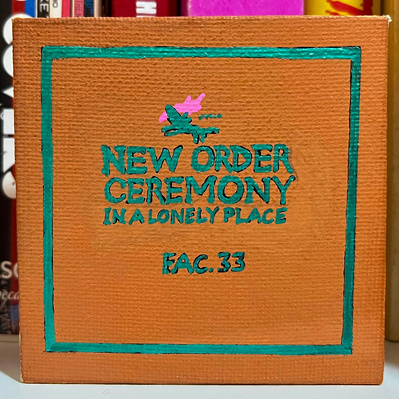 NEW ORDER
CEREMONY
IN A LONELY PLACE
FAC. 33